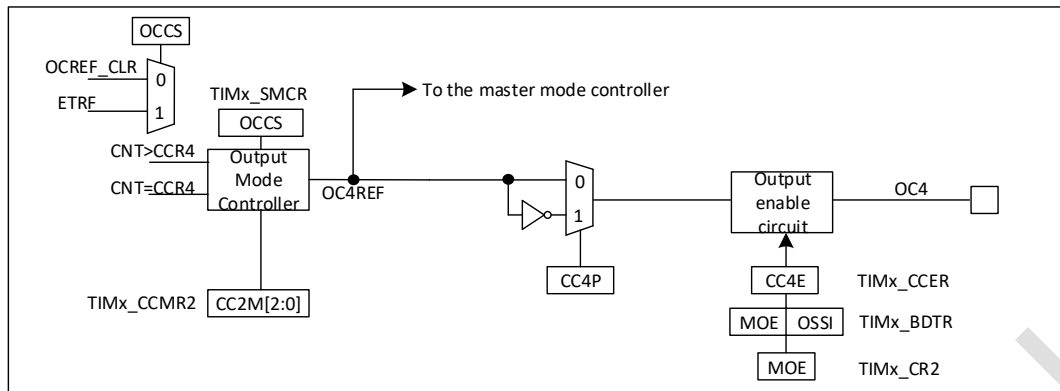 OCCS
OCREF_CLR
0
ETRF
1
To the master mode controller
TIMx_SMCR
OCCS
CNT>CCR4
CNT=CCR4
Output
Mode
Controller
OC4REF
0
1
CC4P
Output
enable
circuit
OC4
CC4E
TIMx_CCER
MOE OSSI
TIMx_BDTR
MOE
TIMx_CR2
TIMx_CCMR2
CC2M[2:0]